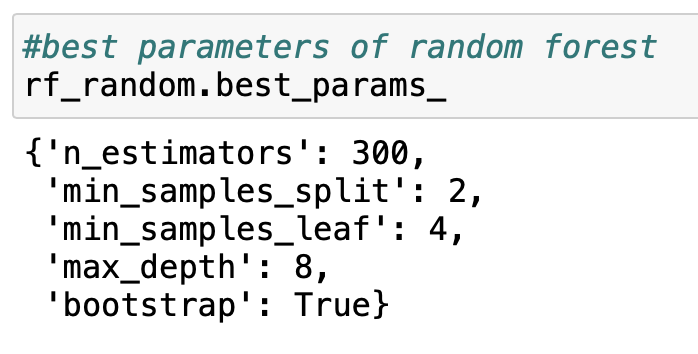 #best parameters of random forest
rf_random.best_params_
{'n_estimators': 300,
 'min_samples_split': 2,
 'min_samples_leaf': 4,
 'max_depth': 8,
 'bootstrap': True}